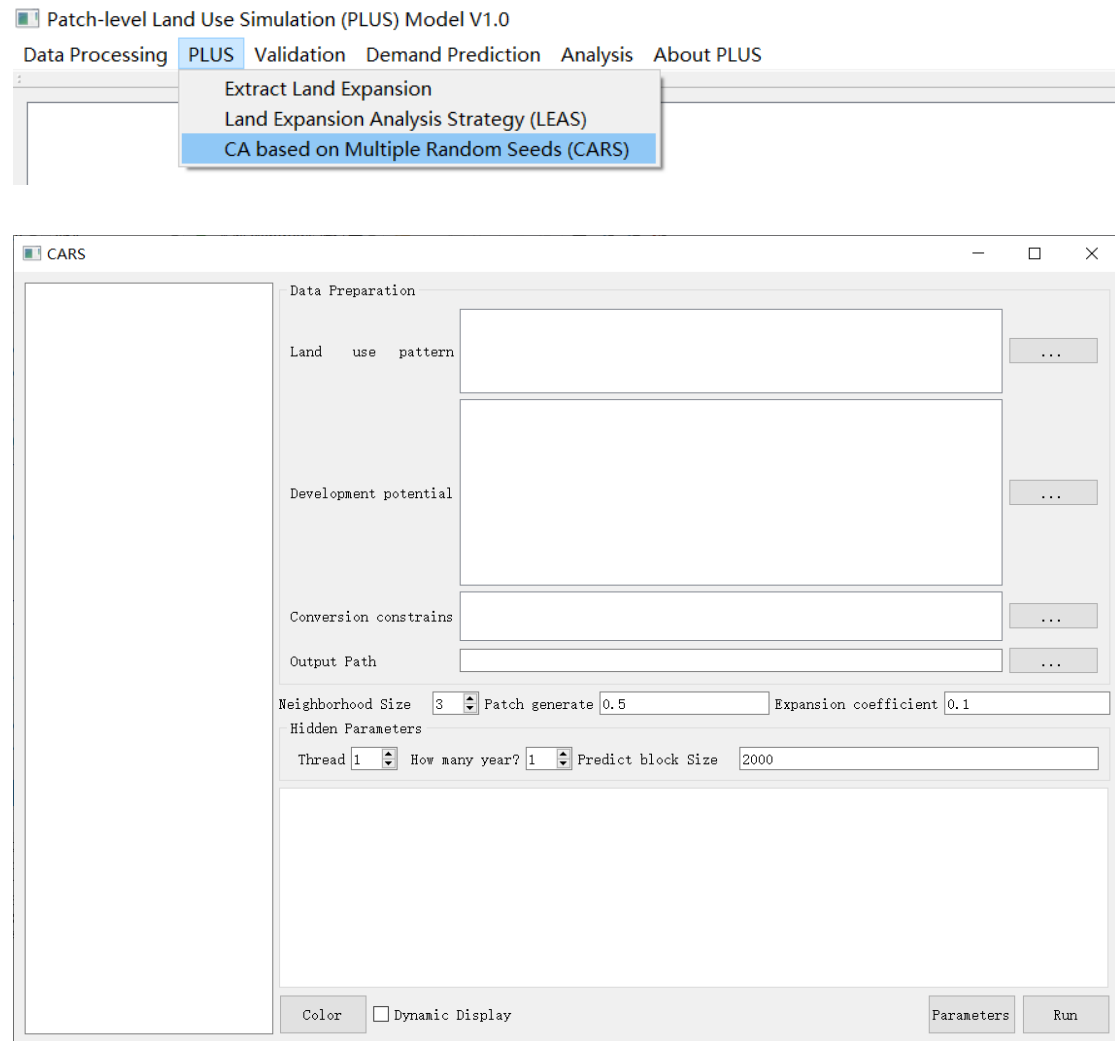 Patch-level Land Use Simulation (PLUS) Model V1.0
Data Processing PLUS Validation Demand Prediction Analysis About PLUS
Extract Land Expansion
Land Expansion Analysis Strategy (LEAS)
CA based on Multiple Random Seeds (CARS)
CARS
Data Preparation
Land use pattern ...
Development potential ...
Conversion constrains ...
Output Path ...
Neighborhood Size 3 Patch generate 0.5 Expansion coefficient 0.1
Hidden Parameters
Thread 1 How many year? 1 Predict block Size 2000
Color Dynamic Display Parameters Run